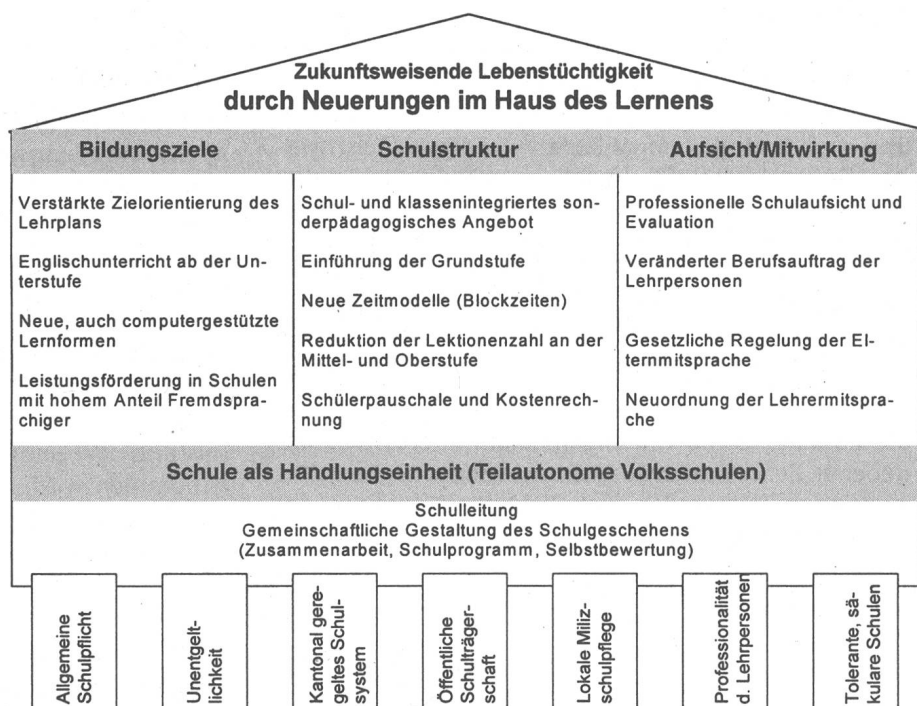 Zukunftsweisende Lebenstüchtigkeit
durch Neuerungen im Haus des Lernens
Bildungsziele
Verstärkte Zielorientierung des
Lehrplans
Englischunterricht ab der Un-
terstufe
Neue, auch computergestützte
Lernformen
Leistungsförderung in Schulen
mit hohem Anteil Fremdspra-
chiger
Schulstruktur
Schul- und klassenintegriertes son-
derpädagogisches Angebot
Einführung der Grundstufe
Neue Zeitmodelle (Blockzeiten)
Reduktion der Lektionenzahl an der
Mittel- und Oberstufe
Schülerpauschale und Kostenrech-
nung
Aufsicht/Mitwirkung
Professionelle Schulaufsicht und
Evaluation
Veränderter Berufsauftrag der
Lehrpersonen
Gesetzliche Regelung der El-
ternmitsprache
Neuordnung der Lehrermitspra-
che
Schule als Handlungseinheit (Teilautonome Volksschulen)
Schulleitung
Gemeinschaftliche Gestaltung des Schulgeschehens
(Zusammenarbeit, Schulprogramm, Selbstbewertung)
Allgemeine
Schulpflicht
Unentgelt-
lichkeit
Kantonal gere-
geltes Schul-
system
Öffentliche
Schulträger-
schaft
Lokale Miliz-
schulpflege
Professionalität
d. Lehrpersonen
Tolerante, sä-
kulare Schulen